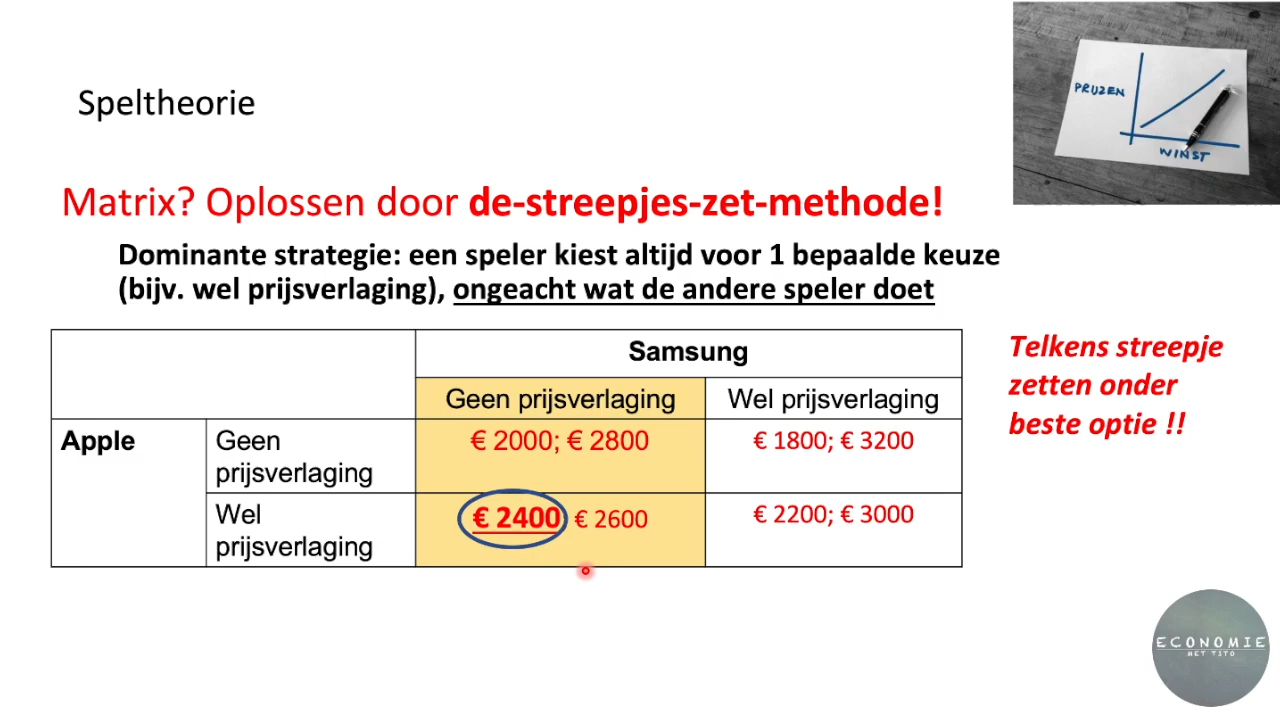 PRIJZEN
WINST
Speltheorie
Matrix? Oplossen door de-streepjes-zet-methode!
Dominante strategie: een speler kiest altijd voor 1 bepaalde keuze
(bijv. wel prijsverlaging), ongeacht wat de andere speler doet
Samsung
Geen prijsverlaging
Wel prijsverlaging
Apple
Geen
prijsverlaging
€ 2000; € 2800
€ 1800; € 3200
Wel
prijsverlaging
€ 2400 € 2600
€ 2200; € 3000
Telkens streepje
zetten onder
beste optie !!
ECONOMIE
MET TITO